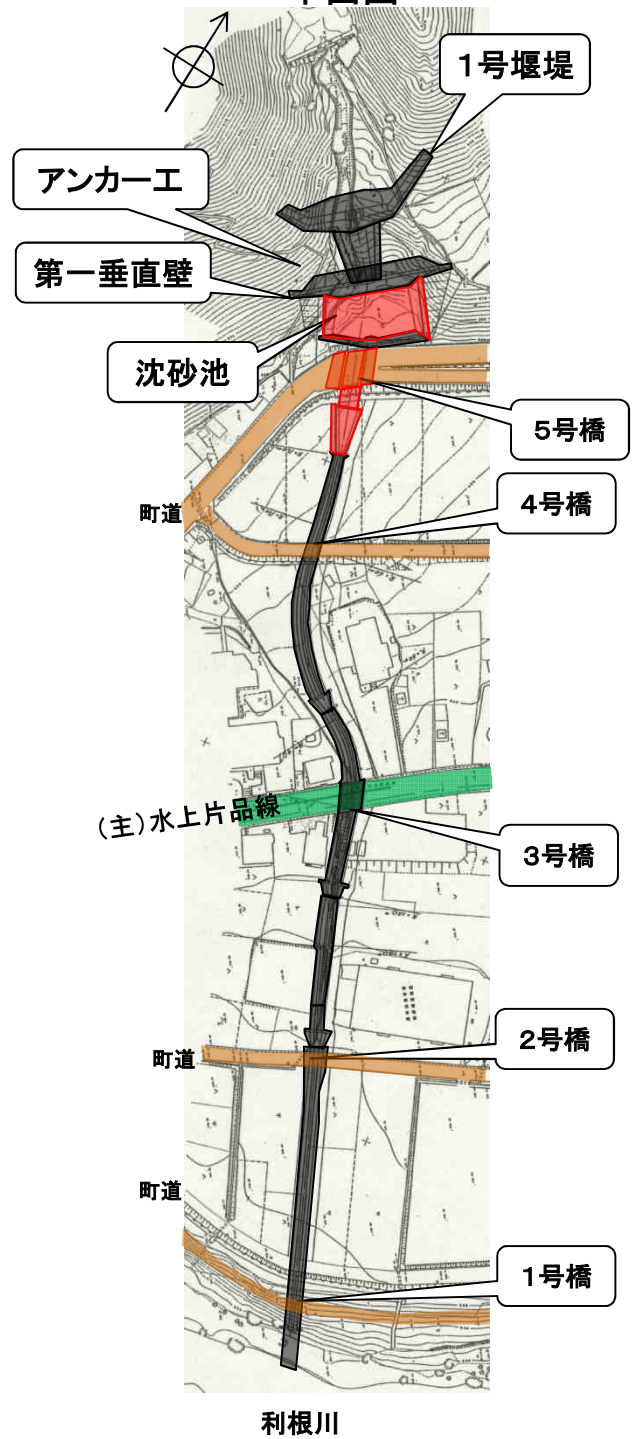 1号堰堤
アンカー工
第一垂直壁
沈砂池
5号橋
4号橋
町道
(主)水上片品線
3号橋
2号橋
町道
町道
1号橋
利根川